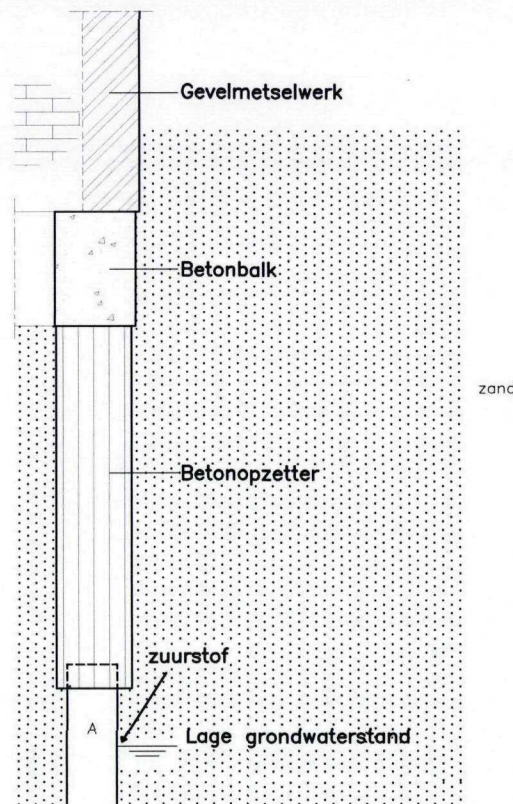 Gevelmetselwerk
Betonbalk
zand
Betonopzetter
zuurstof
A
Lage grondwaterstand